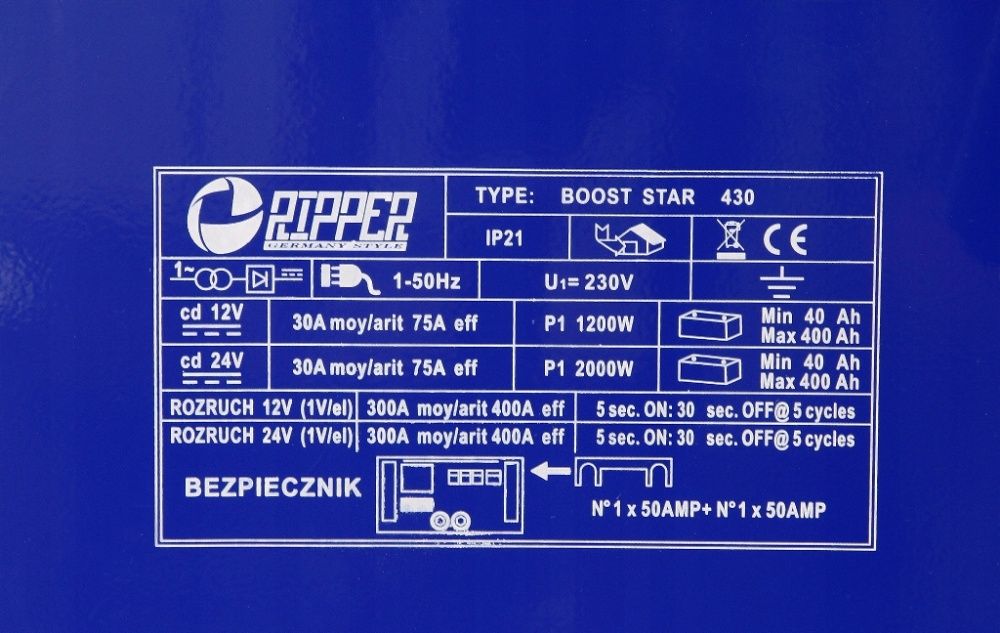 RIPPER
GERMANY STYLE
TYPE: BOOST STAR 430
IP21
CE
1~
1-50Hz
U1= 230V
cd 12V
30A moy/arit 75A eff
P1 1200W
Min 40 Ah
Max 400 Ah
cd 24V
30A moy/arit 75A eff
P1 2000W
Min 40 Ah
Max 400 Ah
ROZRUCH 12V (1V/el)
300A moy/arit 400A eff
5 sec. ON: 30 sec. OFF@ 5 cycles
ROZRUCH 24V (1V/el)
300A moy/arit 400A eff
5 sec. ON: 30 sec. OFF@ 5 cycles
BEZPIECZNIK
N° 1 x 50AMP+ N° 1 x 50AMP